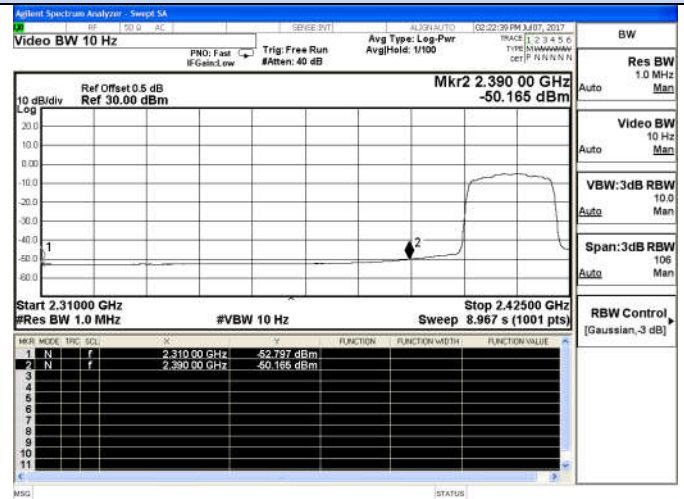 Agilent Spectrum Analyzer - Swept SA
RF 50 Ω AC SENSE:INT ALIGNAUTO 02:22:39 PM Jul 07, 2017
Video BW 10 Hz
PNO: Fast
IFGain:Low
Trig: Free Run
#Atten: 40 dB
Avg Type: Log-Pwr
Avg|Hold: 1/100
TRACE 1 2 3 4 5 6
TYPE
DET P N N N N N
Ref Offset 0.5 dB
Ref 30.00 dBm
10 dB/div
Log
Mkr2 2.390 00 GHz
-50.165 dBm
20.0
10.0
0.00
-10.0
-20.0
-30.0
-40.0
-50.0
-60.0
1
2
Start 2.31000 GHz
Stop 2.42500 GHz
#Res BW 1.0 MHz
#VBW 10 Hz
Sweep 8.967 s (1001 pts)
MKR MODE TRC SCL X Y FUNCTION FUNCTION WIDTH FUNCTION VALUE
1 N f 2.310 00 GHz -52.797 dBm
2 N f 2.390 00 GHz -50.165 dBm
3
4
5
6
7
8
9
10
11
MSG
STATUS
BW
Res BW
1.0 MHz
Auto Man
Video BW
10 Hz
Auto Man
VBW:3dB RBW
10.0
Auto Man
Span:3dB RBW
106
Auto Man
RBW Control
[Gaussian,-3 dB]